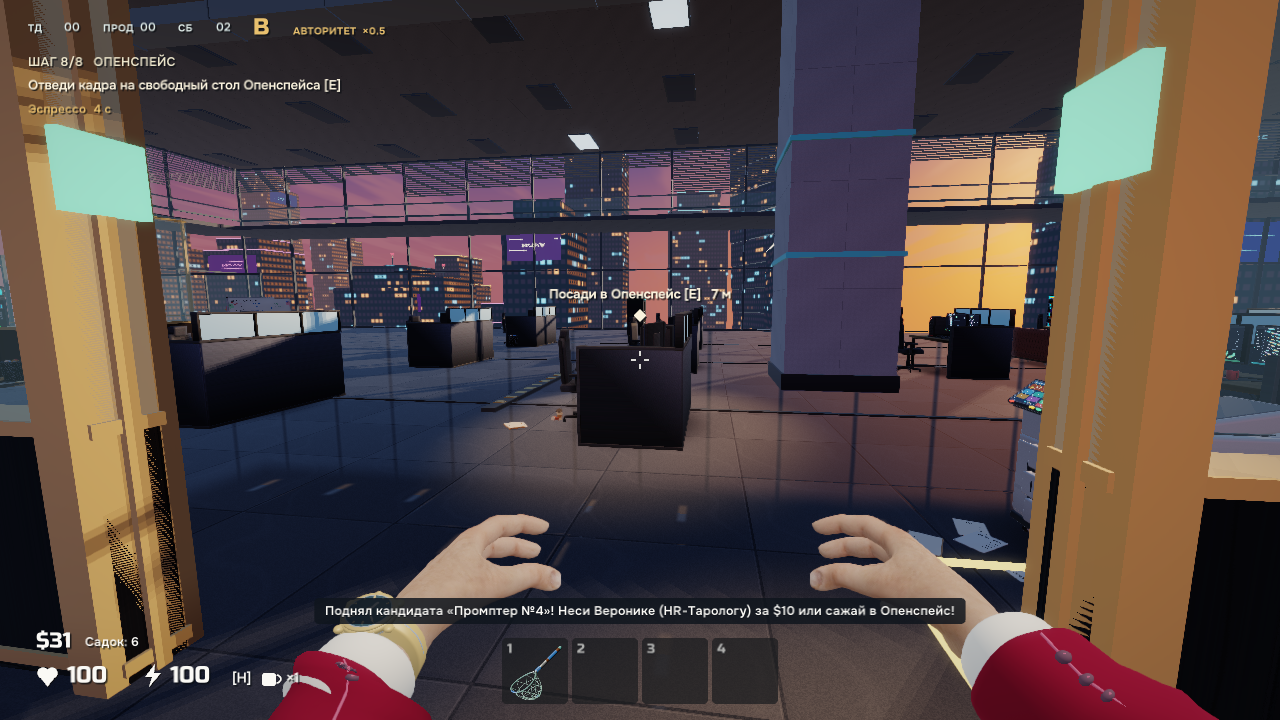 ТД 00 ПРОД 00 СБ 02 В АВТОРИТЕТ ×0.5
ШАГ 8/8 ОПЕНСПЕЙС
Отведи кадра на свободный стол Опенспейса [E]
Эспрессо 4 с
Посади в Опенспейс [E] 7 м
Поднял кандидата «Промптер №4»! Неси Веронике (HR-Тарологу) за $10 или сажай в Опенспейс!
$31 Садок: 6
100 100 [H] ×1
1 2 3 4